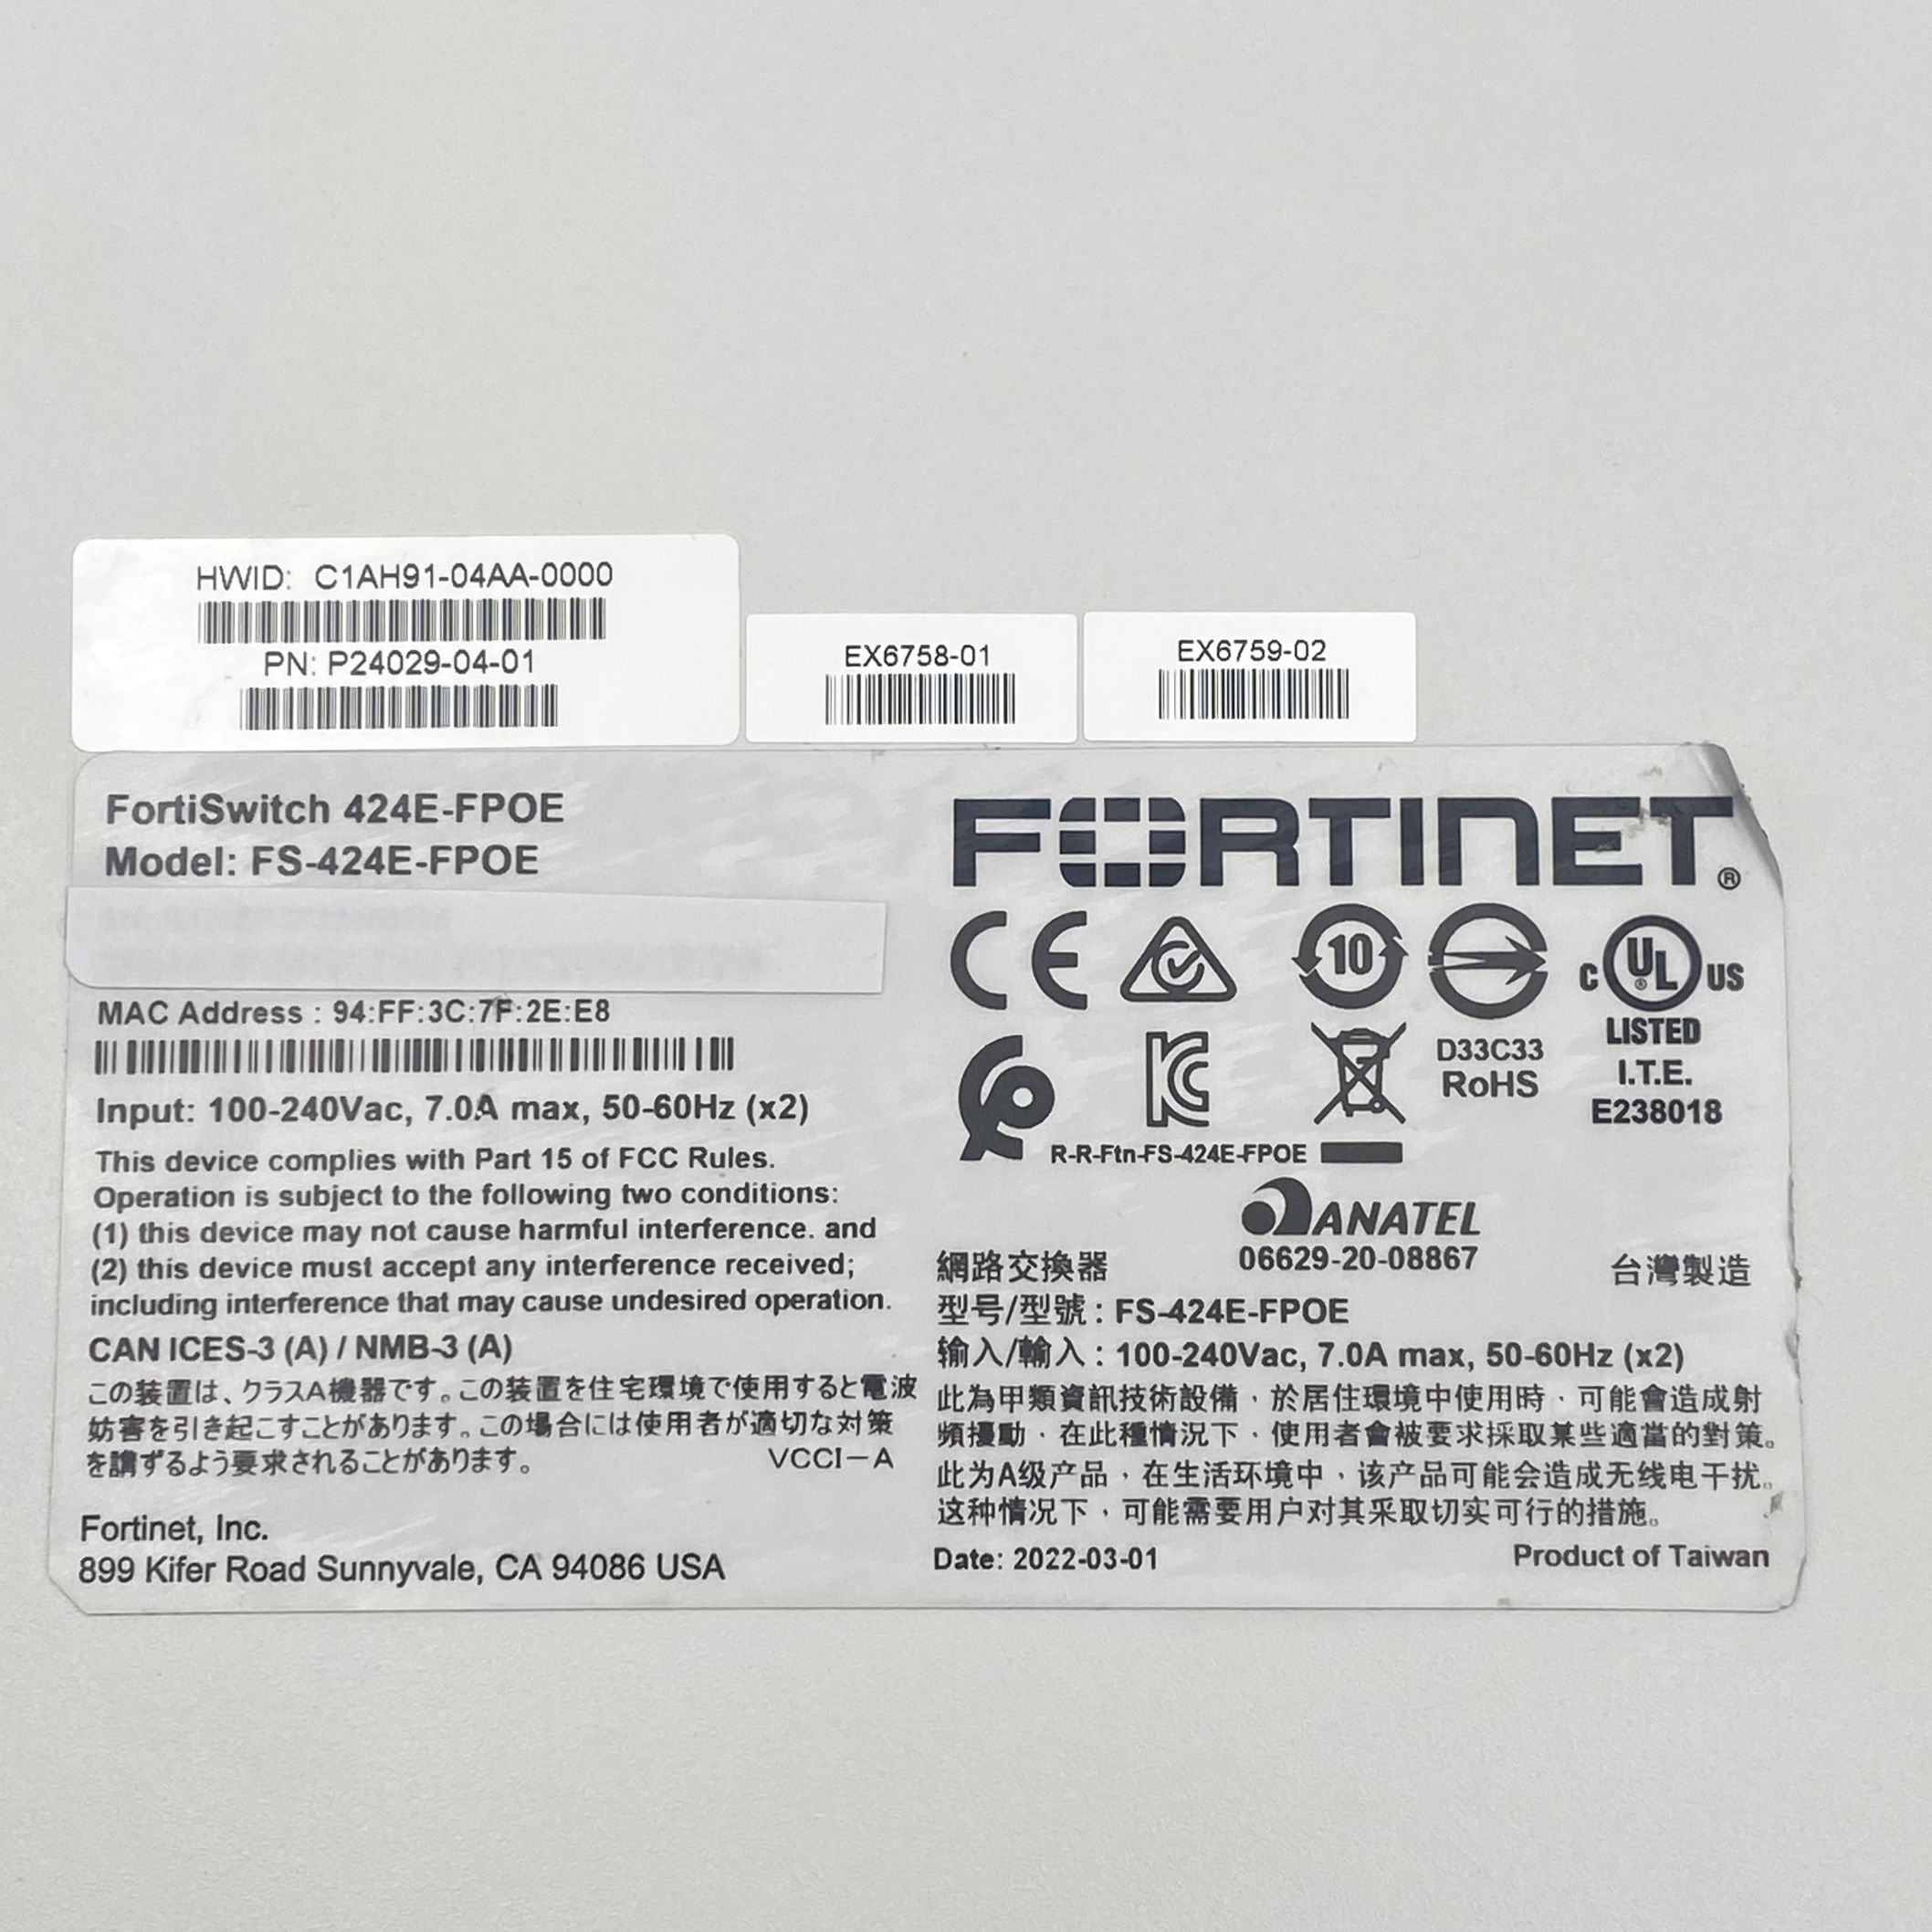 HWID: C1AH91-04AA-0000
PN: P24029-04-01
EX6758-01
EX6759-02
FortiSwitch 424E-FPOE
Model: FS-424E-FPOE
MAC Address : 94:FF:3C:7F:2E:E8
Input: 100-240Vac, 7.0A max, 50-60Hz (x2)
This device complies with Part 15 of FCC Rules.
Operation is subject to the following two conditions:
(1) this device may not cause harmful interference. and
(2) this device must accept any interference received;
including interference that may cause undesired operation.
CAN ICES-3 (A) / NMB-3 (A)
この装置は、クラスA機器です。この装置を住宅環境で使用すると電波
妨害を引き起こすことがあります。この場合には使用者が適切な対策
を講ずるよう要求されることがあります。 VCCI-A
Fortinet, Inc.
899 Kifer Road Sunnyvale, CA 94086 USA
FORTINET®
CE
10
C UL® US
LISTED
I.T.E.
E238018
D33C33
RoHS
R-R-Ftn-FS-424E-FPOE
ANATEL
06629-20-08867
網路交換器
台灣製造
型号/型號 : FS-424E-FPOE
输入/輸入 : 100-240Vac, 7.0A max, 50-60Hz (x2)
此為甲類資訊技術設備，於居住環境中使用時，可能會造成射
頻擾動，在此種情況下，使用者會被要求採取某些適當的對策。
此为A级产品，在生活环境中，该产品可能会造成无线电干扰。
这种情况下，可能需要用户对其采取切实可行的措施。
Date: 2022-03-01
Product of Taiwan